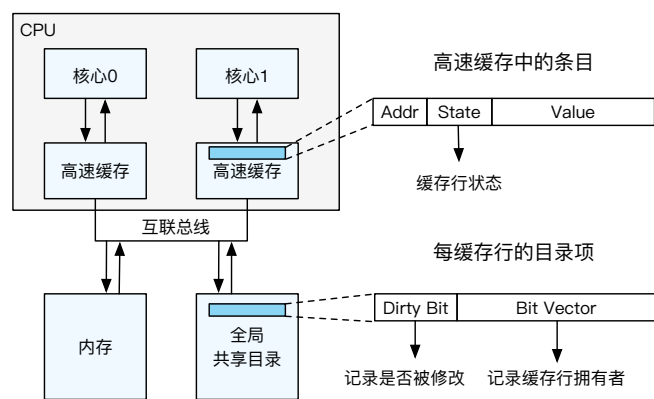 CPU
核心0
核心1
高速缓存
高速缓存
互联总线
内存
全局
共享目录
高速缓存中的条目
Addr State Value
缓存行状态
每缓存行的目录项
Dirty Bit Bit Vector
记录是否被修改 记录缓存行拥有者